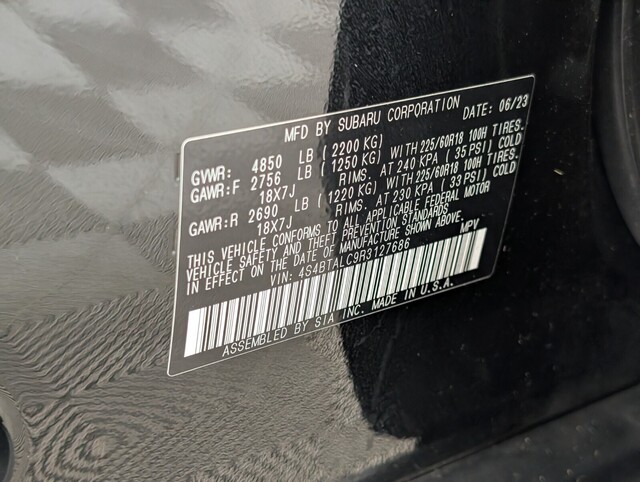 MFD BY SUBARU CORPORATION DATE: 06/23
GVWR: 4850 LB (2200 KG)
GAWR:F 2756 LB (1250 KG) WITH 225/60R18 100H TIRES.
18X7J RIMS. AT 240 KPA (35 PSI) COLD
GAWR:R 2690 LB (1220 KG) WITH 225/60R18 100H TIRES.
18X7J RIMS. AT 230 KPA (33 PSI) COLD
THIS VEHICLE CONFORMS TO ALL APPLICABLE FEDERAL MOTOR
VEHICLE SAFETY AND THEFT PREVENTION STANDARDS
IN EFFECT ON THE DATE OF MANUFACTURE SHOWN ABOVE.
VIN: 4S4BTALC9R3127686 MPV
ASSEMBLED BY SIA INC. MADE IN U.S.A.